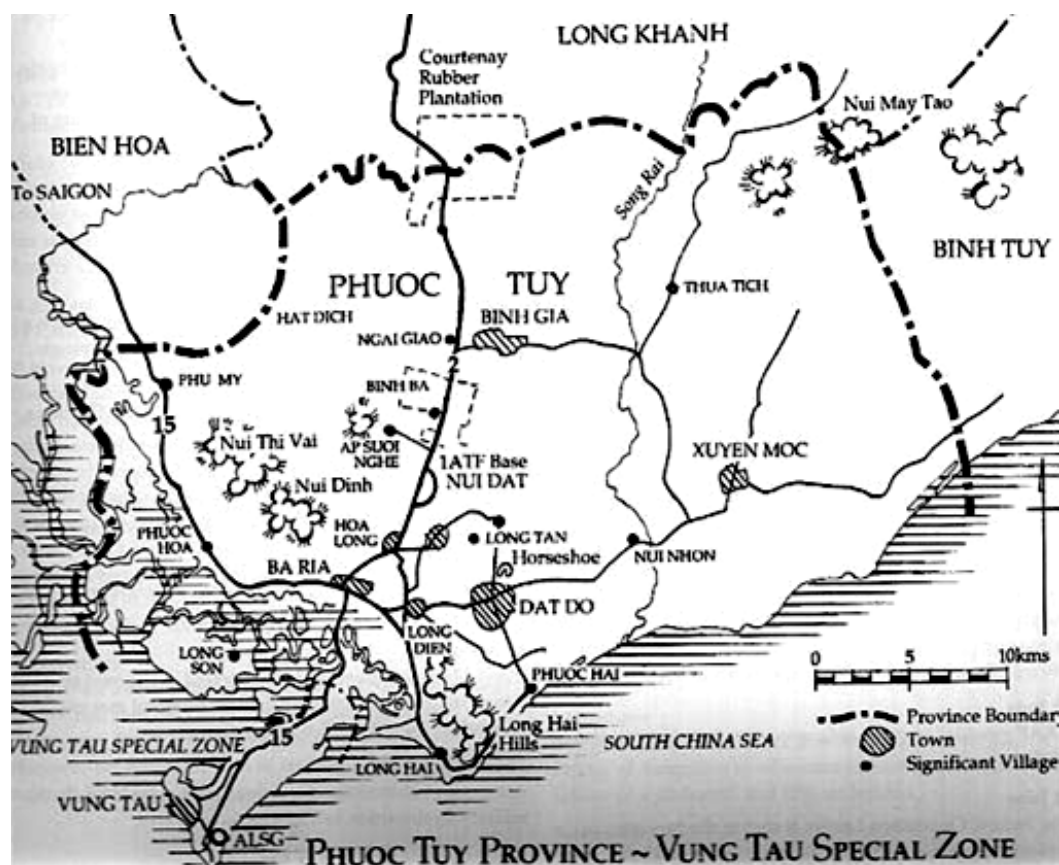 LONG KHANH
Courtenay
Rubber
Plantation
Nui May Tao
BIEN HOA
To SAIGON
Song Rai
BINH TUY
PHUOC TUY
THUA TICH
HAT DICH
BINH GIA
NGAI GIAO
2
PHU MY
BINH BA
15
Nui Thi Vai
AP SUOI
NGHE
1ATF Base
NUI DAT
XUYEN MOC
Nui Dinh
PHUOC
HOA
HOA
LONG
LONG TAN
Horseshoe
NUI NHON
BA RIA
DAT DO
LONG
DIEN
LONG
SON
PHUOC HAI
0 5 10kms
Long Hai
Hills
Province Boundar
15
VUNG TAU SPECIAL ZONE
SOUTH CHINA SEA
Town
LONG HAI
Significant Village
VUNG TAU
ALSG
PHUOC TUY PROVINCE ~ VUNG TAU SPECIAL ZONE